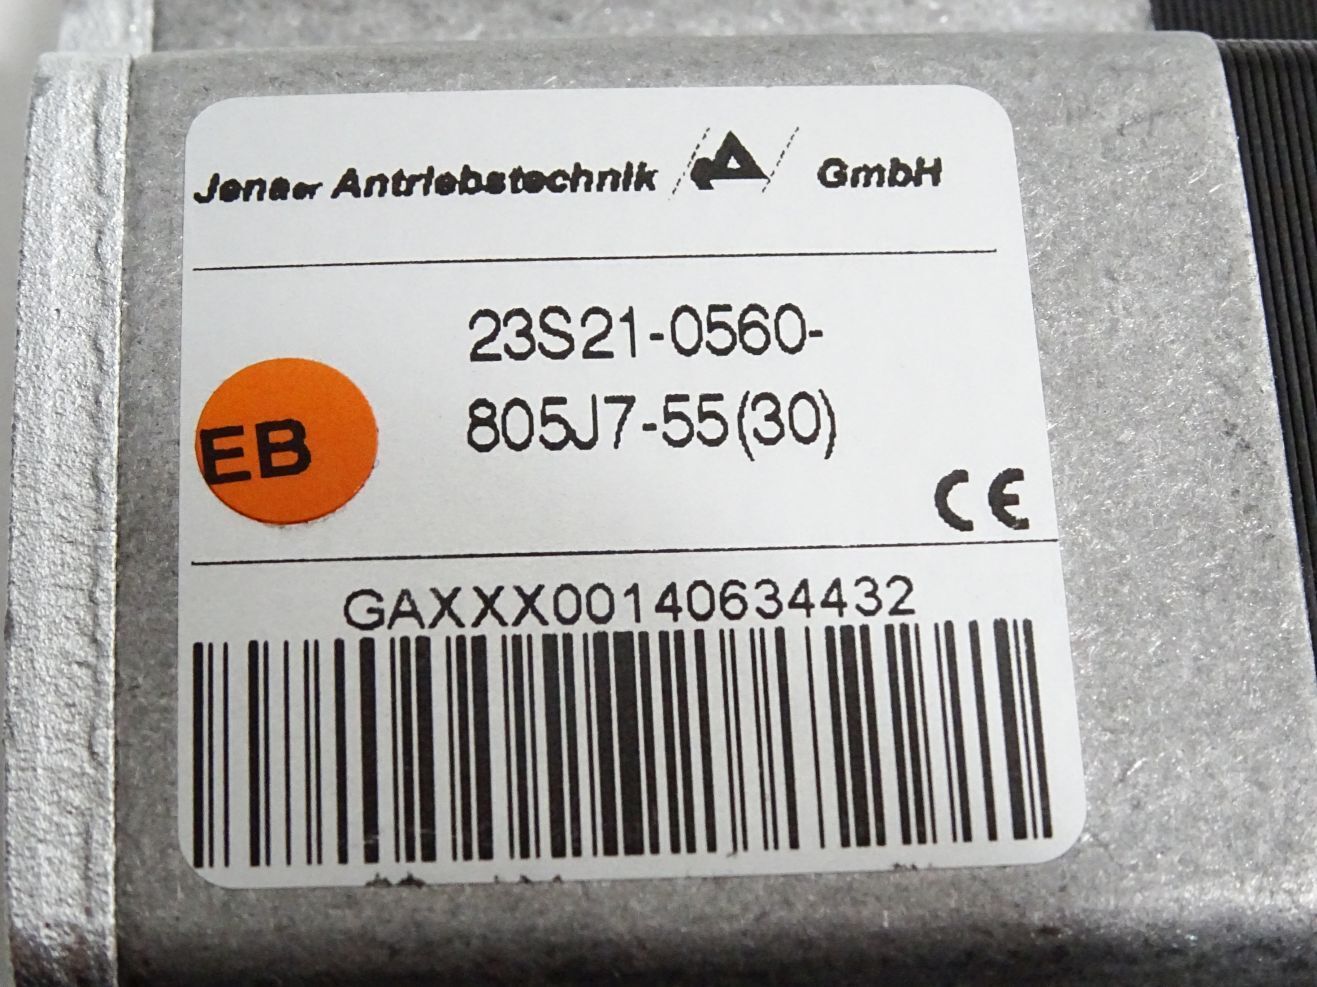 Jenaer Antriebstechnik GmbH
23S21-0560-
805J7-55(30)
EB
CE
GAXXX00140634432